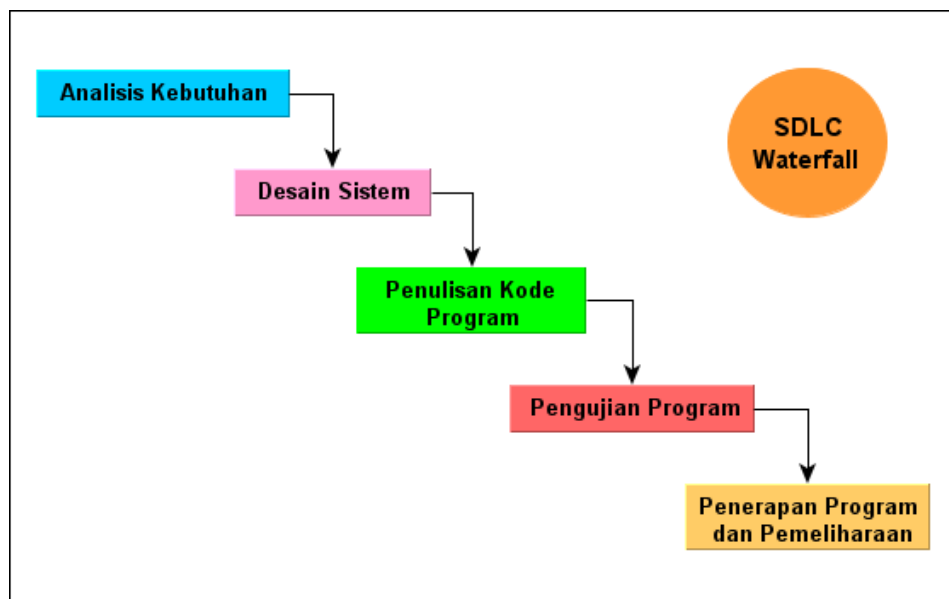 Analisis Kebutuhan
SDLC
Waterfall
Desain Sistem
Penulisan Kode
Program
Pengujian Program
Penerapan Program
dan Pemeliharaan